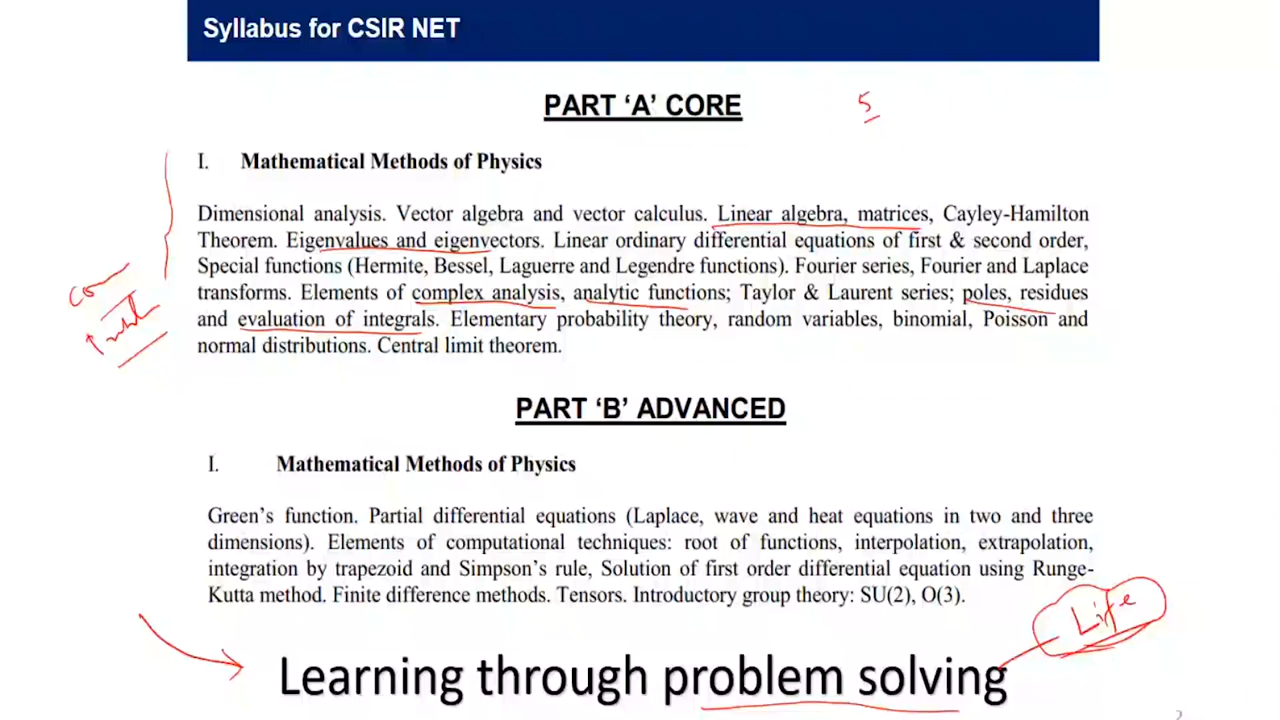 Syllabus for CSIR NET
PART ‘A’ CORE
5
I. Mathematical Methods of Physics
Dimensional analysis. Vector algebra and vector calculus. Linear algebra, matrices, Cayley-Hamilton
Theorem. Eigenvalues and eigenvectors. Linear ordinary differential equations of first & second order,
Special functions (Hermite, Bessel, Laguerre and Legendre functions). Fourier series, Fourier and Laplace
transforms. Elements of complex analysis, analytic functions; Taylor & Laurent series; poles, residues
and evaluation of integrals. Elementary probability theory, random variables, binomial, Poisson and
normal distributions. Central limit theorem.
PART ‘B’ ADVANCED
I. Mathematical Methods of Physics
Green’s function. Partial differential equations (Laplace, wave and heat equations in two and three
dimensions). Elements of computational techniques: root of functions, interpolation, extrapolation,
integration by trapezoid and Simpson’s rule, Solution of first order differential equation using Runge-
Kutta method. Finite difference methods. Tensors. Introductory group theory: SU(2), O(3).
Life
Learning through problem solving
2